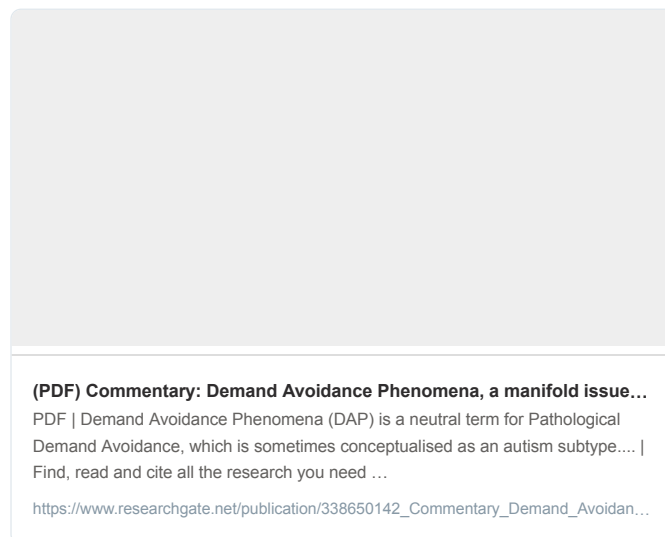 (PDF) Commentary: Demand Avoidance Phenomena, a manifold issue…
PDF | Demand Avoidance Phenomena (DAP) is a neutral term for Pathological
Demand Avoidance, which is sometimes conceptualised as an autism subtype.... |
Find, read and cite all the research you need …
https://www.researchgate.net/publication/338650142_Commentary_Demand_Avoidan…